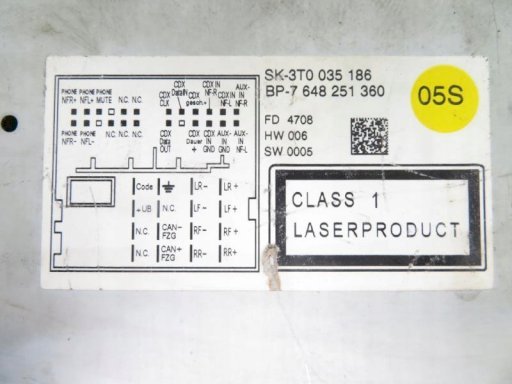 SK-3T0 035 186
BP-7 648 251 360
05S
FD 4708
HW 006
SW 0005
CLASS 1
LASERPRODUCT
PHONE NFR+ PHONE NFL+ PHONE MUTE N.C. N.C. CDX CLK CDX DataIN CDX gesch+ CDX IN NF-R CDX IN NF-L AUX-IN NF-R
PHONE NFR- PHONE NFL- CDX Data OUT CDX Dauer + CDX IN GND AUX-IN GND AUX-IN NF-L
Code LR- LR+
+UB N.C. LF- LF+
N.C. CAN- FZG RF- RF+
N.C. CAN+ FZG RR- RR+